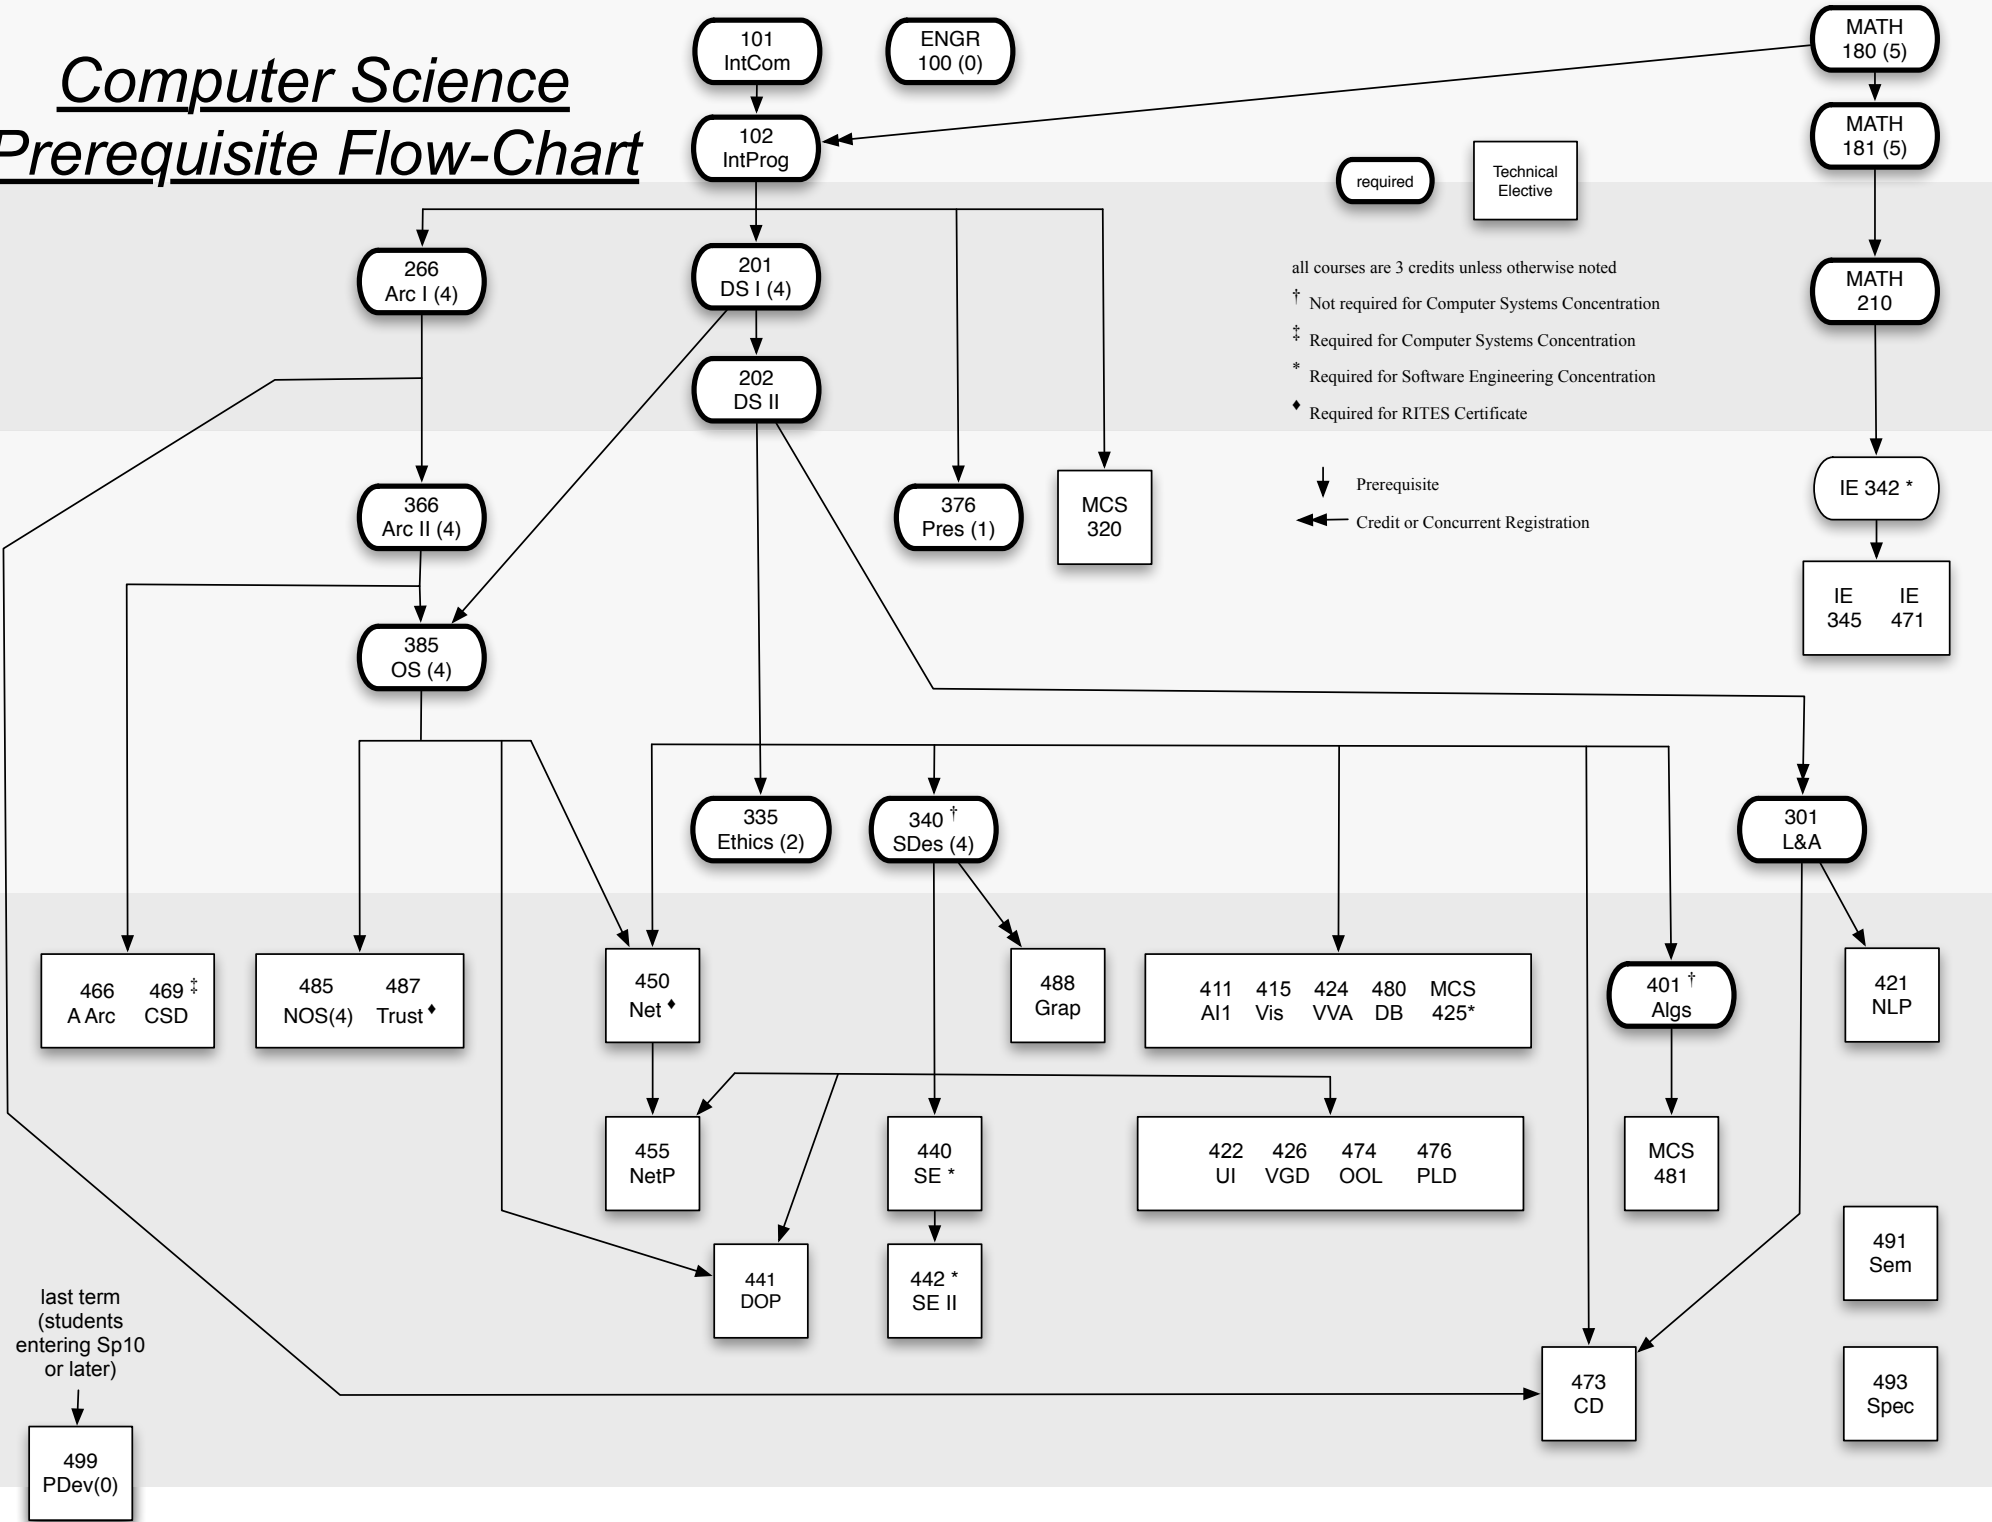 Computer Science
Prerequisite Flow-Chart
101
IntCom
ENGR
100 (0)
MATH
180 (5)
102
IntProg
MATH
181 (5)
required
Technical
Elective
266
Arc I (4)
201
DS I (4)
all courses are 3 credits unless otherwise noted
† Not required for Computer Systems Concentration
‡ Required for Computer Systems Concentration
* Required for Software Engineering Concentration
♦ Required for RITES Certificate
MATH
210
202
DS II
Prerequisite
Credit or Concurrent Registration
366
Arc II (4)
376
Pres (1)
MCS
320
IE 342 *
IE
345
IE
471
385
OS (4)
335
Ethics (2)
340 †
SDes (4)
301
L&A
466
A Arc
469 ‡
CSD
485
NOS(4)
487
Trust ♦
450
Net ♦
488
Grap
411
AI1
415
Vis
424
VVA
480
DB
MCS
425*
401 †
Algs
421
NLP
455
NetP
440
SE *
422
UI
426
VGD
474
OOL
476
PLD
MCS
481
441
DOP
442 *
SE II
491
Sem
last term
(students
entering Sp10
or later)
473
CD
493
Spec
499
PDev(0)